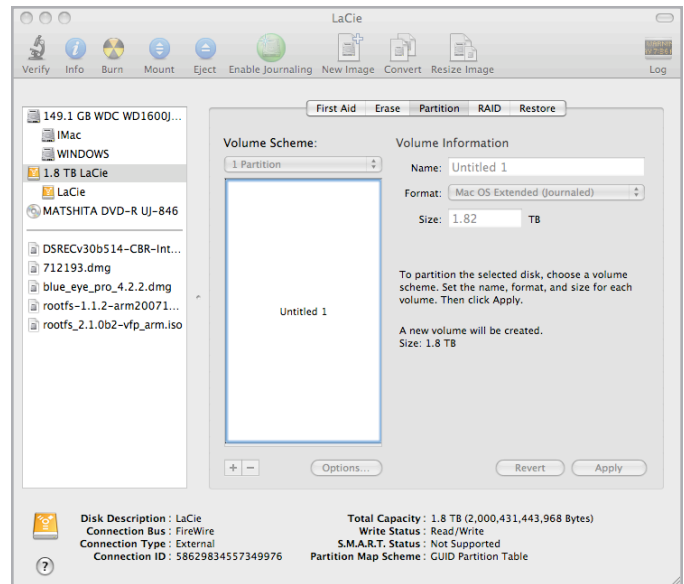 LaCie
Verify Info Burn Mount Eject Enable Journaling New Image Convert Resize Image Log
First Aid Erase Partition RAID Restore
149.1 GB WDC WD1600J...
IMac
WINDOWS
1.8 TB LaCie
LaCie
MATSHITA DVD-R UJ-846
DSRECv30b514-CBR-Int...
712193.dmg
blue_eye_pro_4.2.2.dmg
rootfs-1.1.2-arm20071...
rootfs_2.1.0b2-vfp_arm.iso
Volume Scheme:
1 Partition
Untitled 1
+ −
Options...
Volume Information
Name: Untitled 1
Format: Mac OS Extended (Journaled)
Size: 1.82 TB
To partition the selected disk, choose a volume
scheme. Set the name, format, and size for each
volume. Then click Apply.
A new volume will be created.
Size: 1.8 TB
Revert Apply
Disk Description : LaCie
Connection Bus : FireWire
Connection Type : External
Connection ID : 58629834557349976
Total Capacity : 1.8 TB (2,000,431,443,968 Bytes)
Write Status : Read/Write
S.M.A.R.T. Status : Not Supported
Partition Map Scheme : GUID Partition Table
?